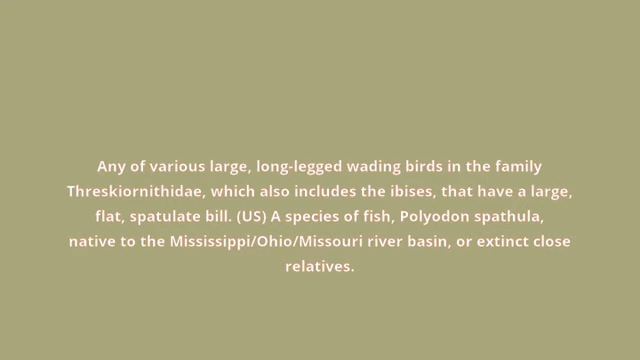 Any of various large, long-legged wading birds in the family
Threskiornithidae, which also includes the ibises, that have a large,
flat, spatulate bill. (US) A species of fish, Polyodon spathula,
native to the Mississippi/Ohio/Missouri river basin, or extinct close
relatives.